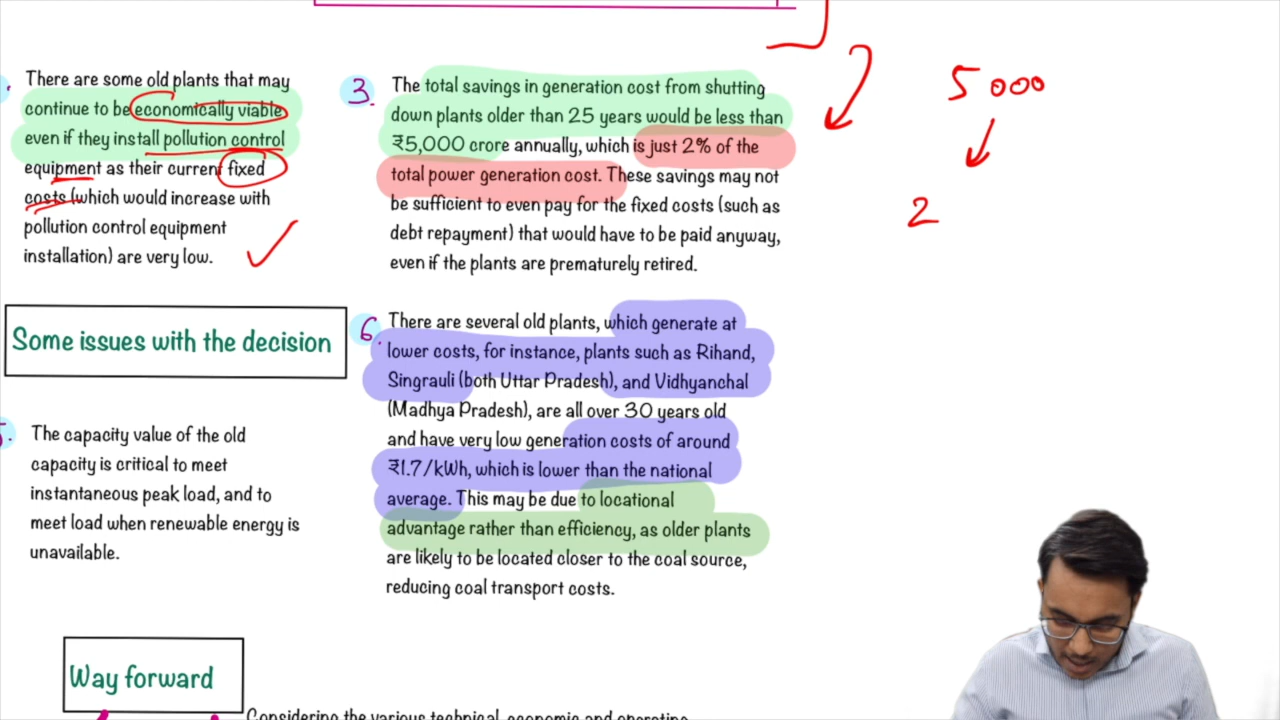 There are some old plants that may
continue to be economically viable
even if they install pollution control
equipment as their current fixed
costs (which would increase with
pollution control equipment
installation) are very low.
3.
The total savings in generation cost from shutting
down plants older than 25 years would be less than
₹5,000 crore annually, which is just 2% of the
total power generation cost. These savings may not
be sufficient to even pay for the fixed costs (such as
debt repayment) that would have to be paid anyway,
even if the plants are prematurely retired.
5000
2
Some issues with the decision
6.
There are several old plants, which generate at
lower costs, for instance, plants such as Rihand,
Singrauli (both Uttar Pradesh), and Vidhyanchal
(Madhya Pradesh), are all over 30 years old
and have very low generation costs of around
₹1.7/kWh, which is lower than the national
average. This may be due to locational
advantage rather than efficiency, as older plants
are likely to be located closer to the coal source,
reducing coal transport costs.
The capacity value of the old
capacity is critical to meet
instantaneous peak load, and to
meet load when renewable energy is
unavailable.
Way forward
Considering the various technical, economic and operating